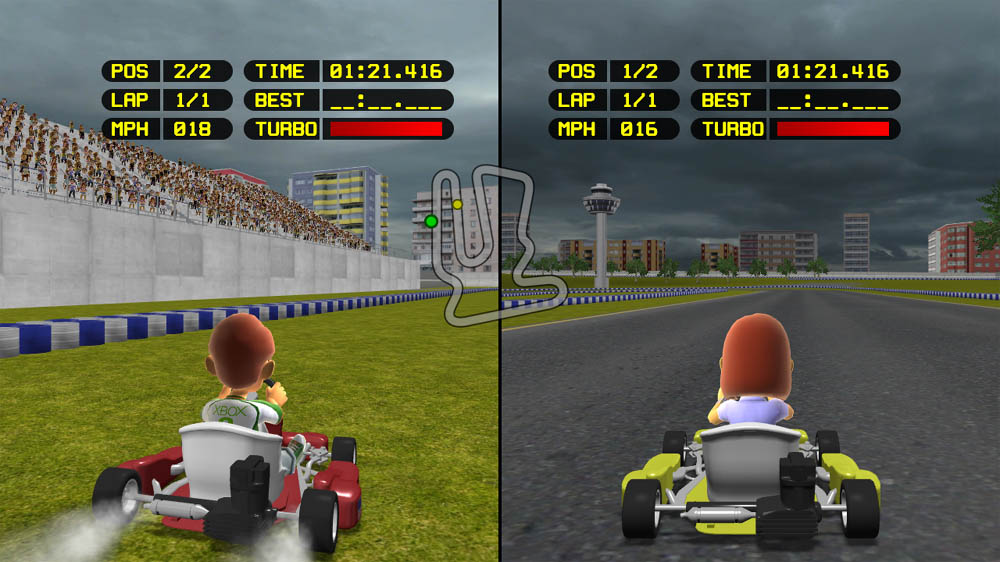 POS 2/2 TIME 01:21.416
LAP 1/1 BEST __:__.___
MPH 018 TURBO
POS 1/2 TIME 01:21.416
LAP 1/1 BEST __:__.___
MPH 016 TURBO
XBOX